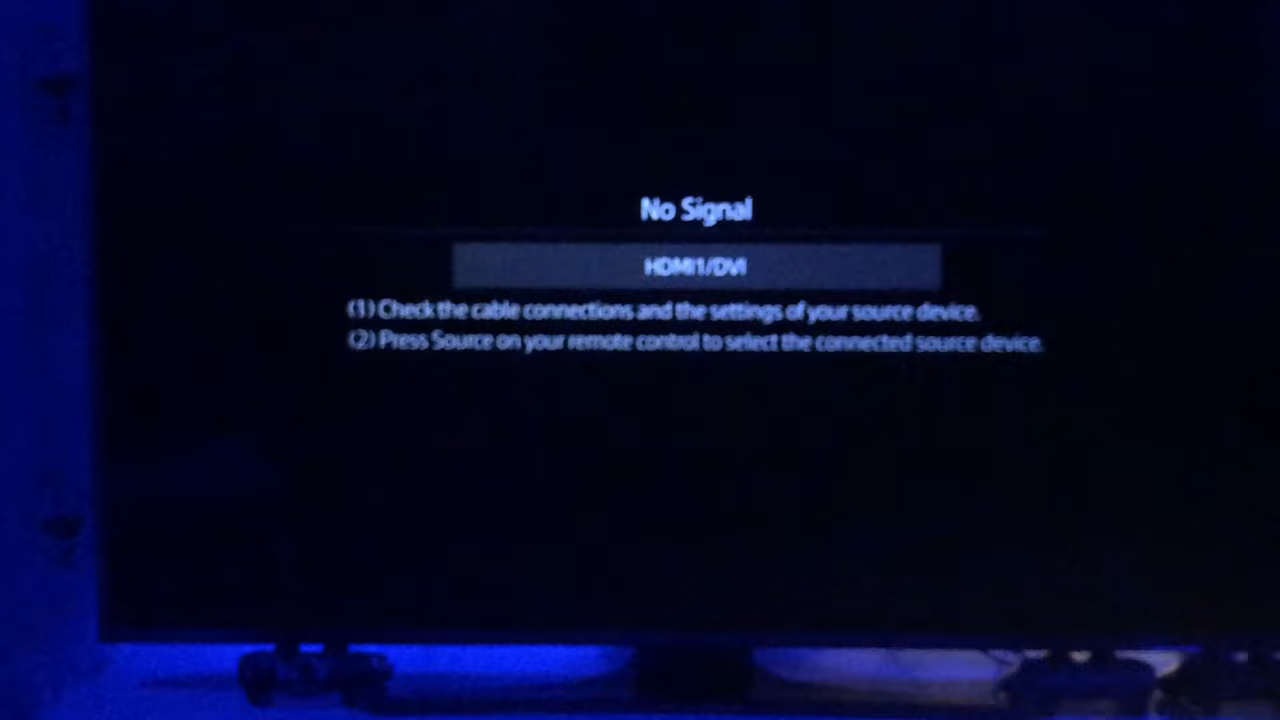 No Signal
HDMI1/DVI
(1) Check the cable connections and the settings of your source device.
(2) Press Source on your remote control to select the connected source device.